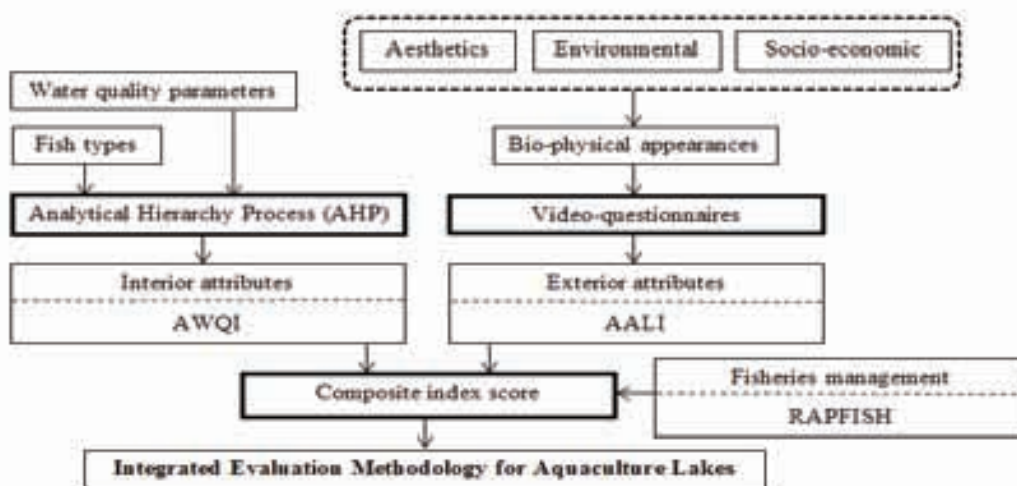 Aesthetics
Environmental
Socio-economic
Water quality parameters
Fish types
Bio-physical appearances
Analytical Hierarchy Process (AHP)
Video-questionnaires
Interior attributes
AWQI
Exterior attributes
AALI
Composite index score
Fisheries management
RAPFISH
Integrated Evaluation Methodology for Aquaculture Lakes